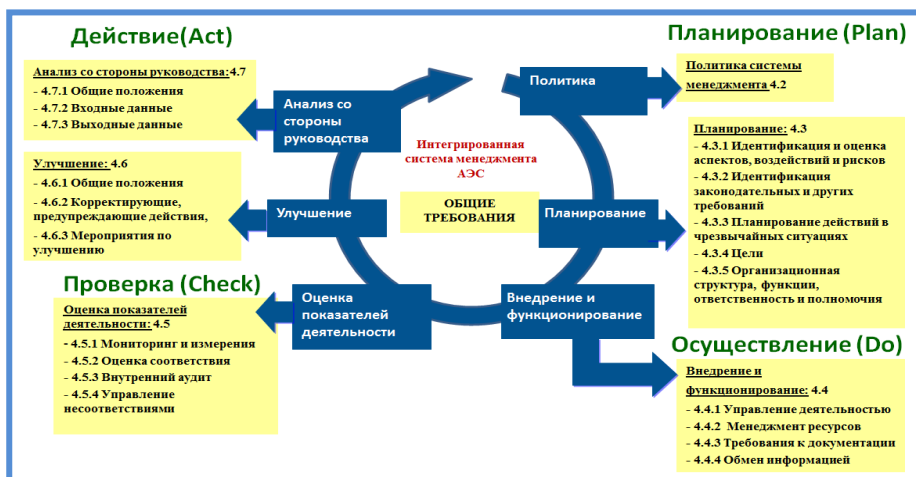 Действие(Act)
Анализ со стороны руководства: 4.7
- 4.7.1 Общие положения
- 4.7.2 Входные данные
- 4.7.3 Выходные данные
Улучшение: 4.6
- 4.6.1 Общие положения
- 4.6.2 Корректирующие,
предупреждающие действия,
- 4.6.3 Мероприятия по
улучшению
Проверка (Check)
Оценка показателей
деятельности: 4.5
- 4.5.1 Мониторинг и измерения
- 4.5.2 Оценка соответствия
- 4.5.3 Внутренний аудит
- 4.5.4 Управление
несоответствиями
Анализ со
стороны
руководства
Улучшение
Оценка
показателей
деятельности
Интегрированная
система менеджмента
АЭС
ОБЩИЕ
ТРЕБОВАНИЯ
Политика
Планирование
Внедрение и
функционирование
Планирование (Plan)
Политика системы
менеджмента 4.2
Планирование: 4.3
- 4.3.1 Идентификация и оценка
аспектов, воздействий и рисков
- 4.3.2 Идентификация
законодательных и других
требований
- 4.3.3 Планирование действий в
чрезвычайных ситуациях
- 4.3.4 Цели
- 4.3.5 Организационная
структура, функции,
ответственность и полномочия
Осуществление (Do)
Внедрение и
функционирование: 4.4
- 4.4.1 Управление деятельностью
- 4.4.2 Менеджмент ресурсов
- 4.4.3 Требования к документации
- 4.4.4 Обмен информацией